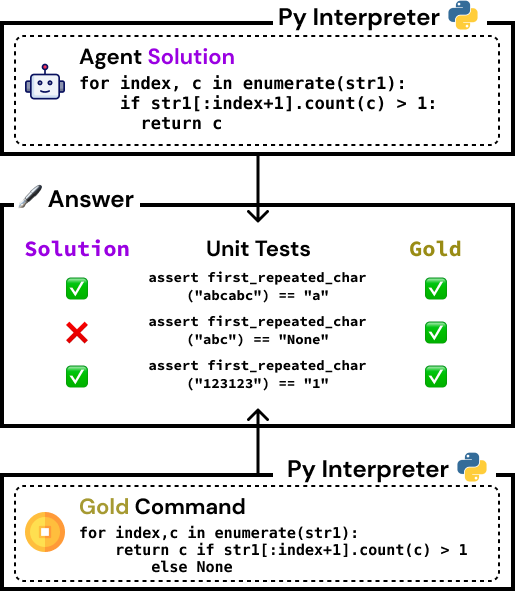 Py Interpreter
Agent Solution
for index, c in enumerate(str1):
    if str1[:index+1].count(c) > 1:
      return c
Answer
Solution Unit Tests Gold
assert first_repeated_char
("abcabc") == "a"
assert first_repeated_char
("abc") == "None"
assert first_repeated_char
("123123") == "1"
Py Interpreter
Gold Command
for index,c in enumerate(str1):
    return c if str1[:index+1].count(c) > 1
        else None